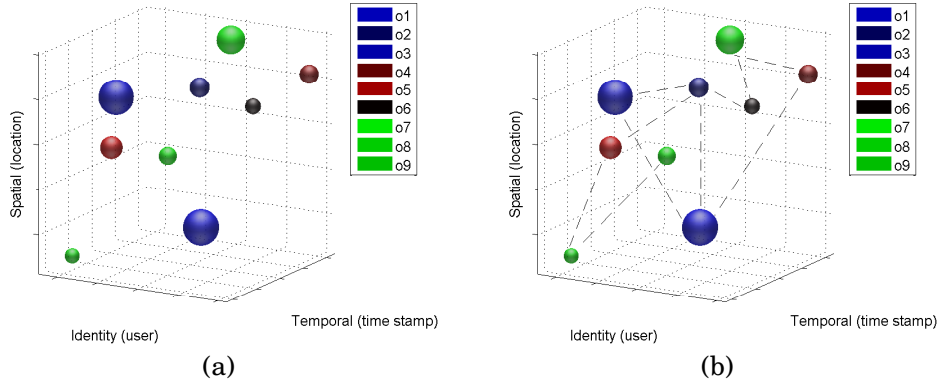 o1
o2
o3
o4
o5
o6
o7
o8
o9
Spatial (location)
Identity (user)
Temporal (time stamp)
(a)
o1
o2
o3
o4
o5
o6
o7
o8
o9
Spatial (location)
Identity (user)
Temporal (time stamp)
(b)